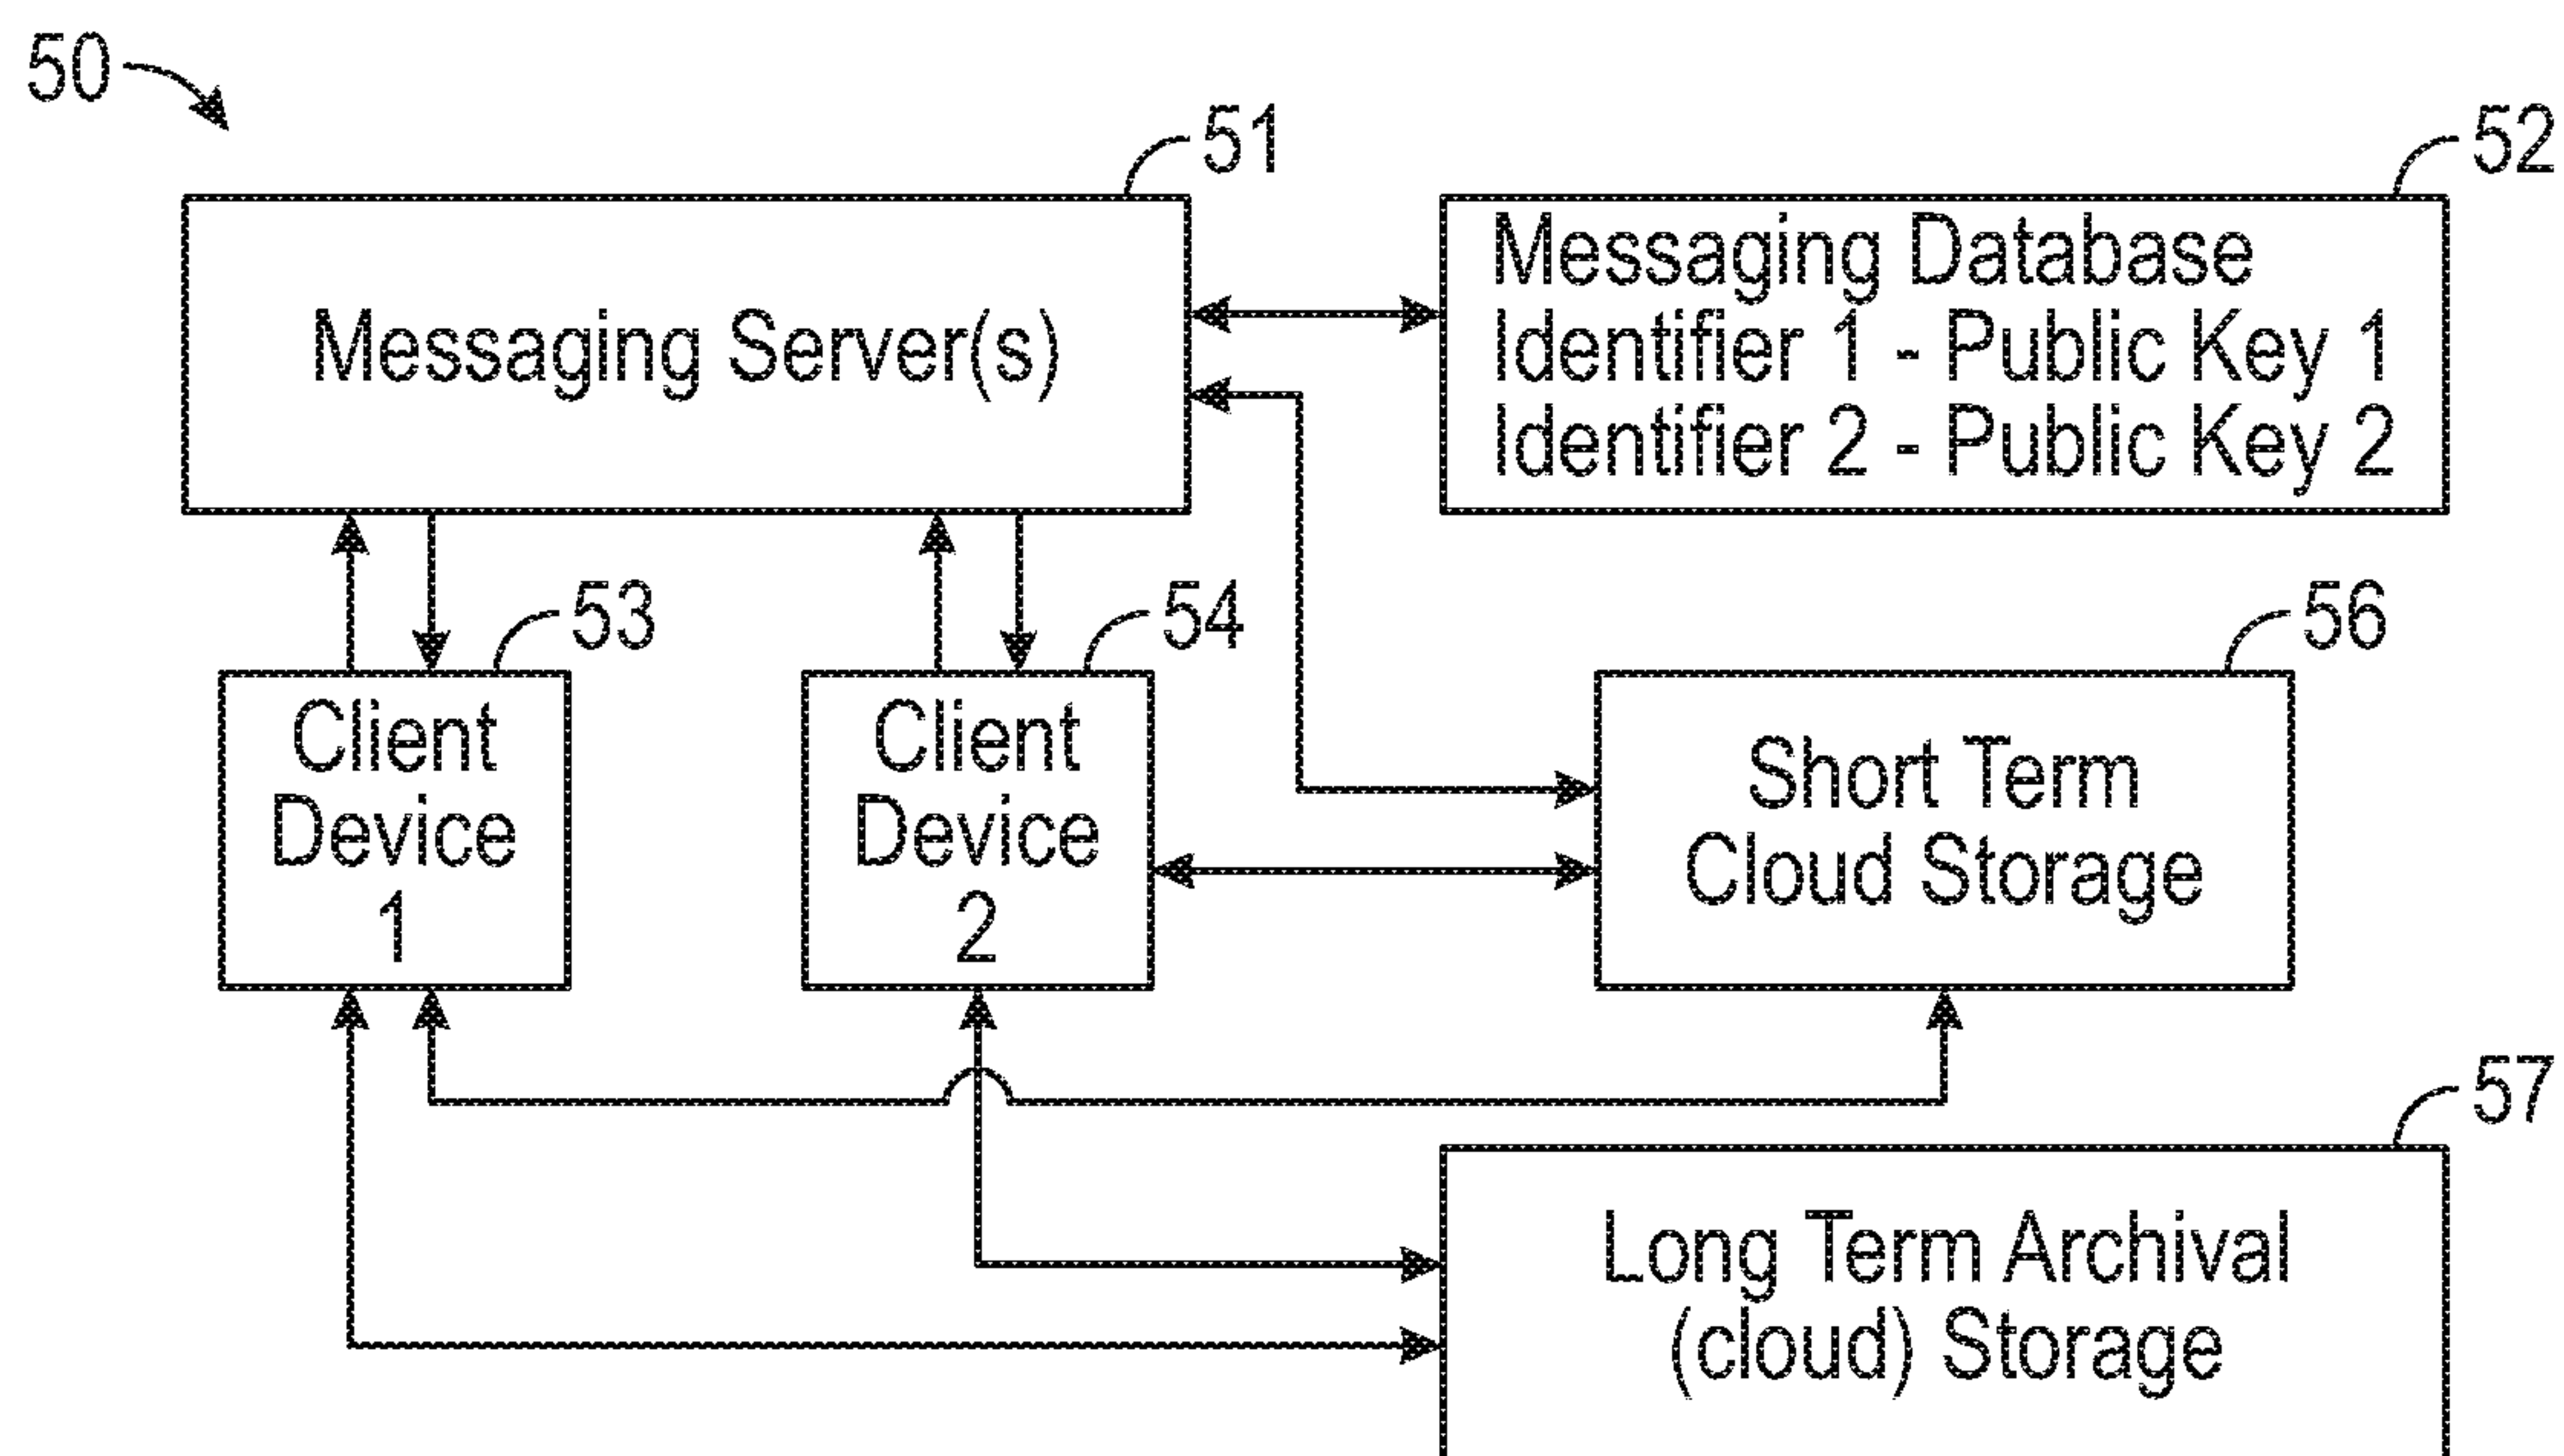 50
51
52
Messaging Server(s)
Messaging Database
Identifier 1 - Public Key 1
Identifier 2 - Public Key 2
53
54
56
Client
Device
1
Client
Device
2
Short Term
Cloud Storage
57
Long Term Archival
(cloud) Storage